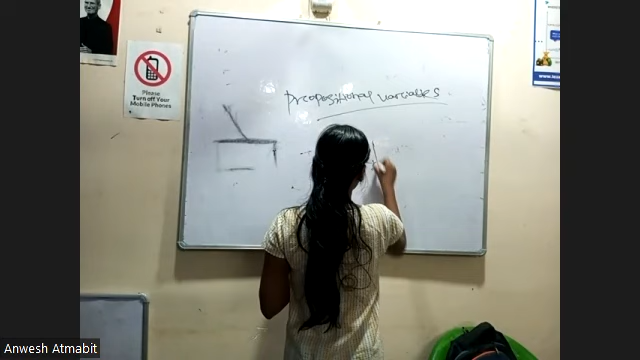 Please
Turn off Your
Mobile Phones
Propositional variables
Anwesh Atmabit